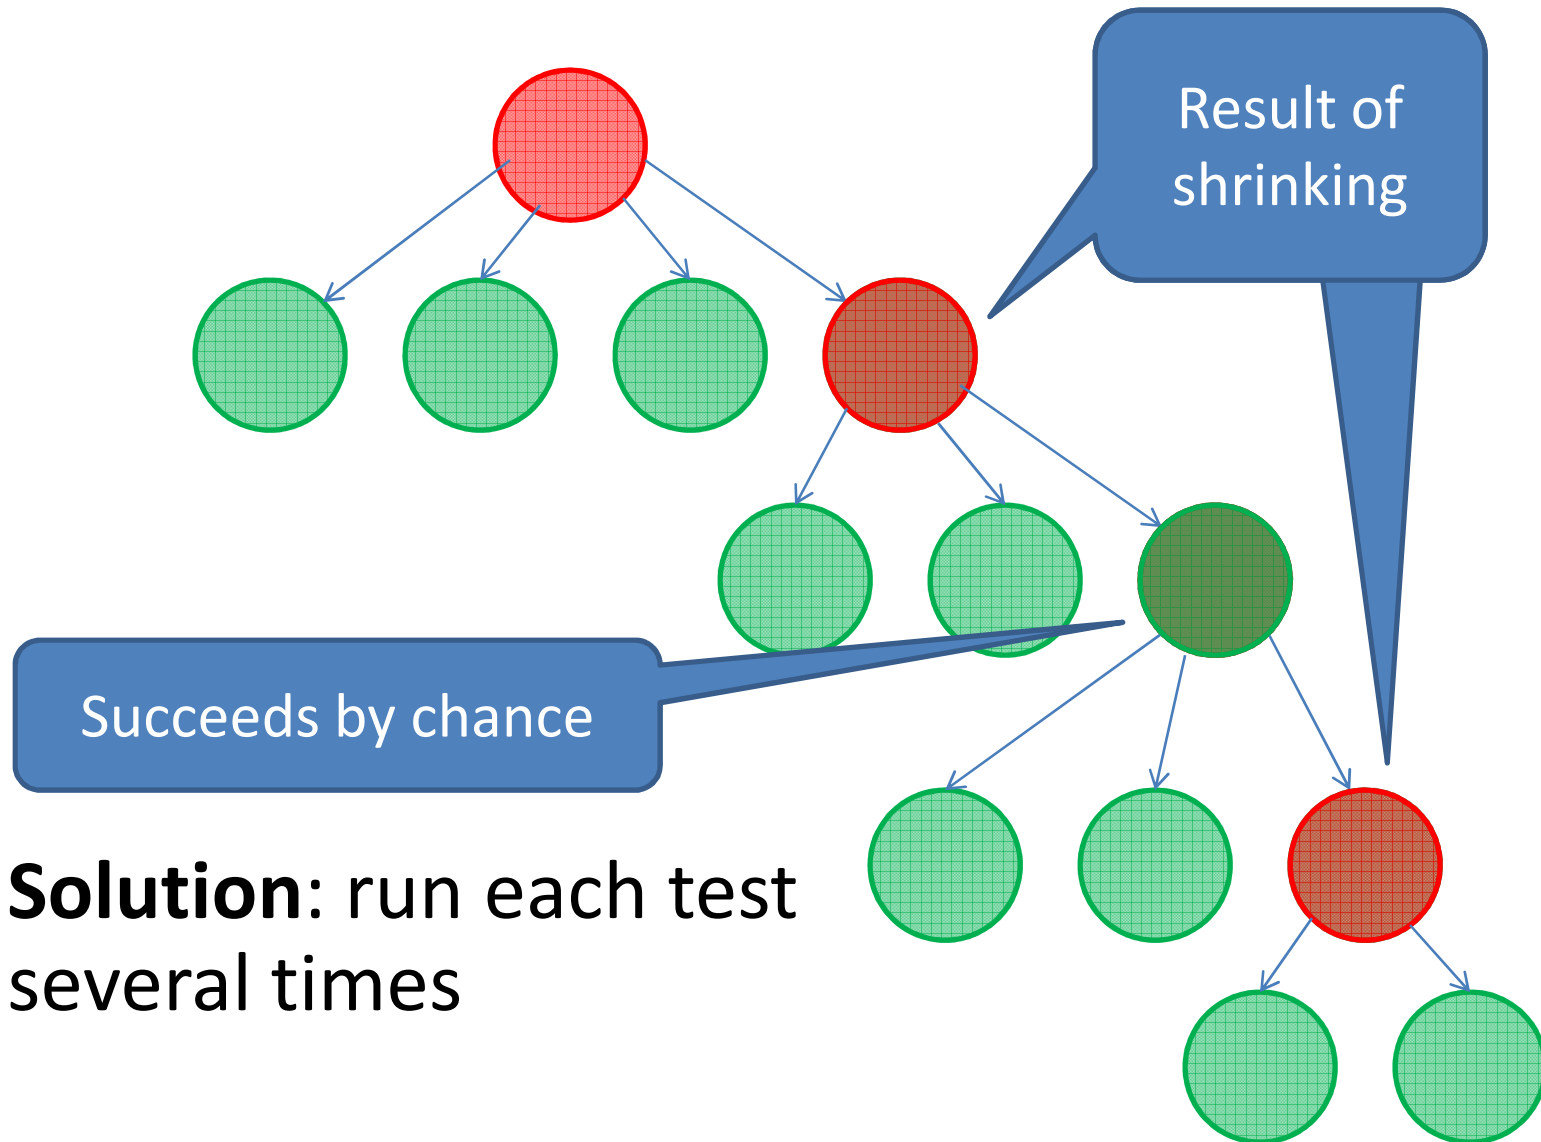 Result of
shrinking
Succeeds by chance
Solution: run each test
several times